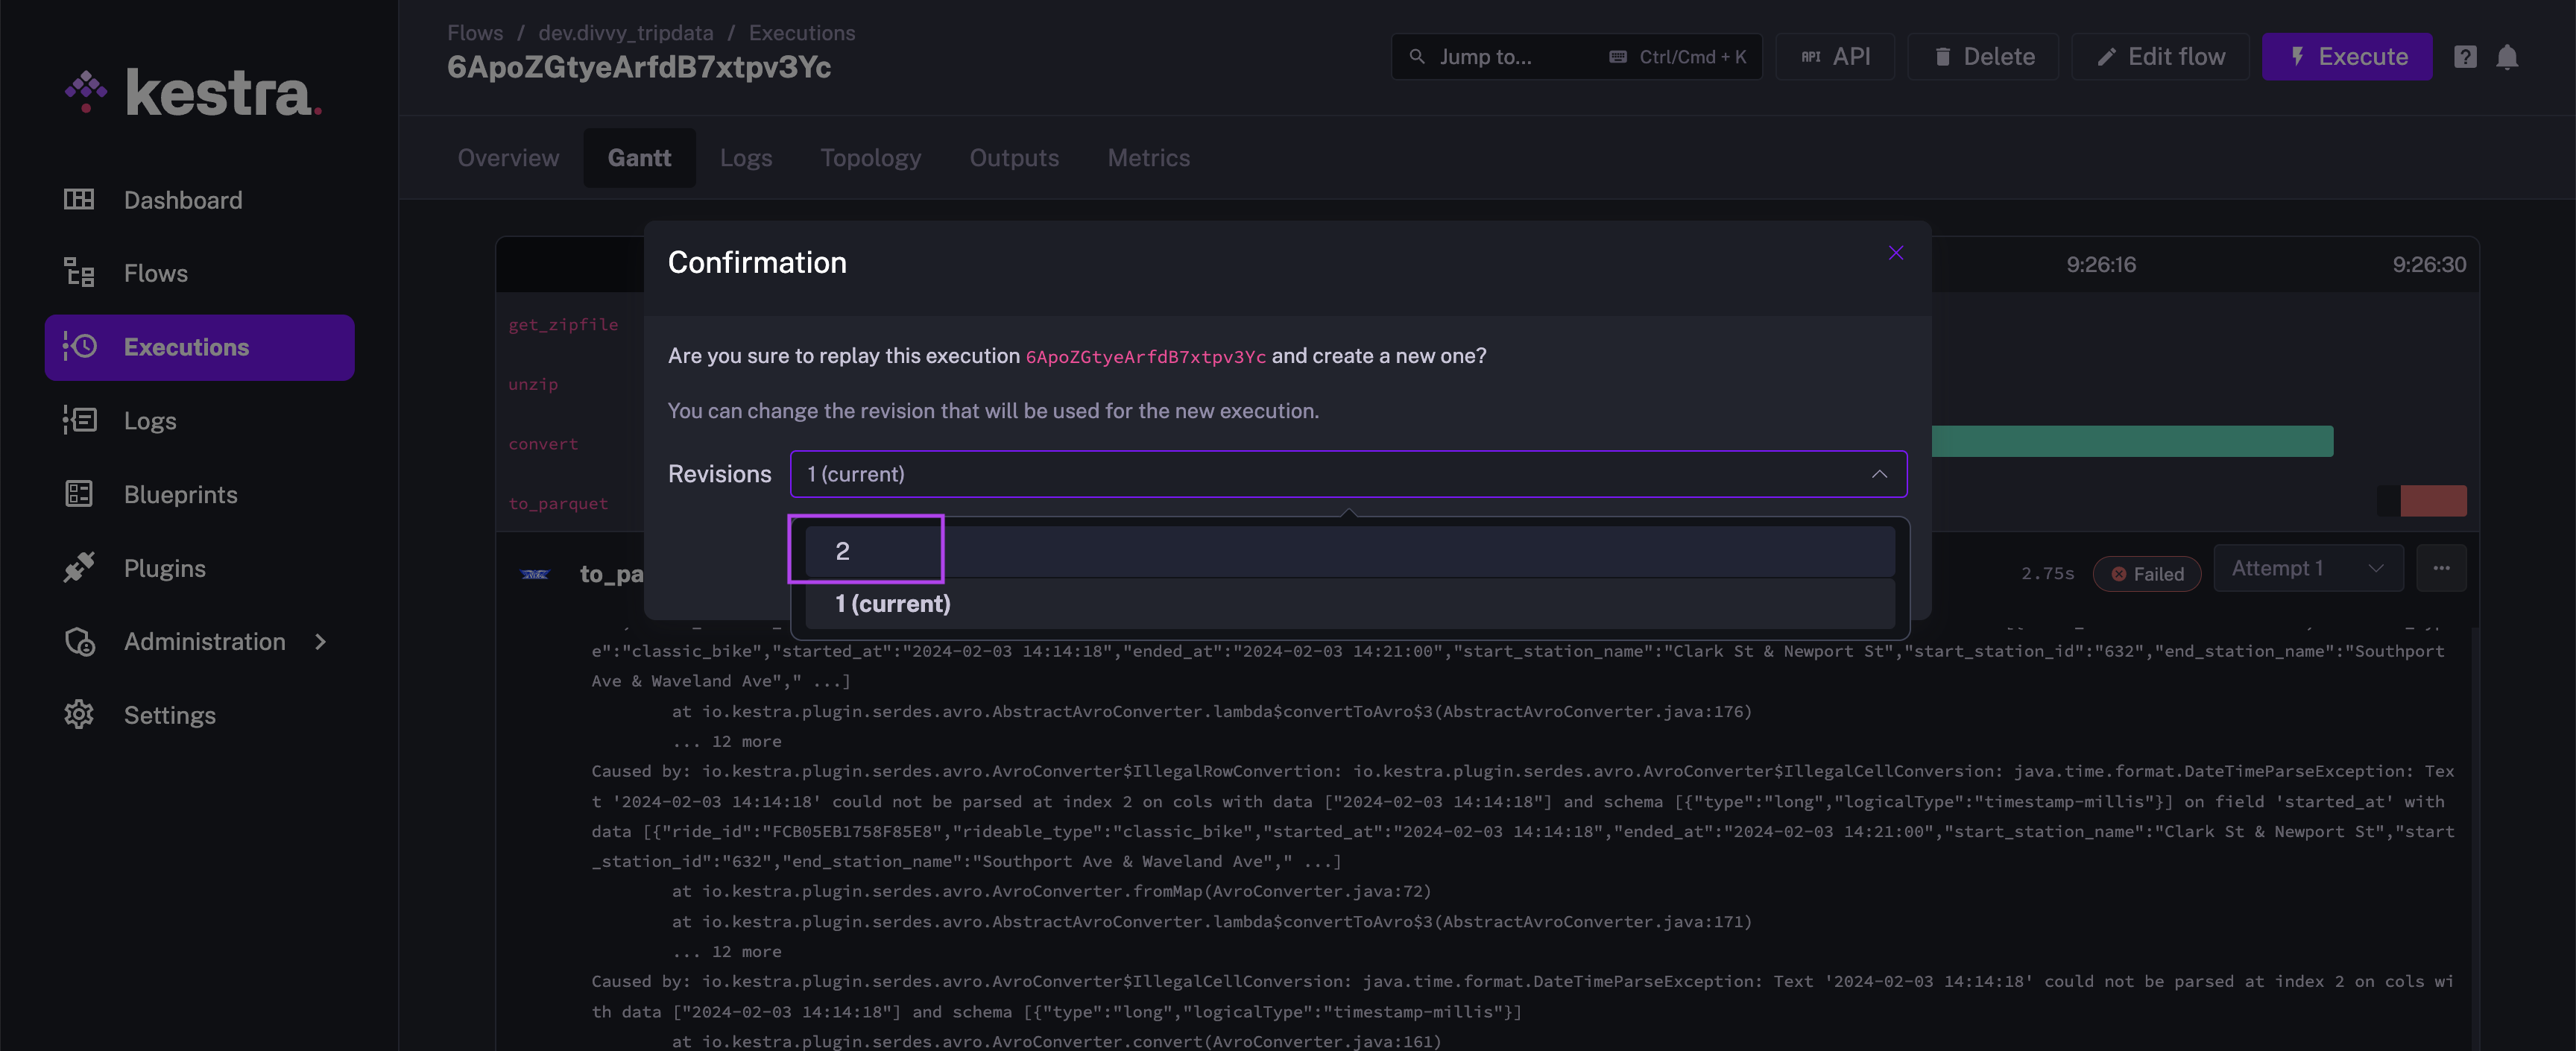 Flows / dev.divvy_tripdata / Executions
6ApoZGtyeArfdB7xtpv3Yc
Jump to... Ctrl/Cmd + K
API API
Delete
Edit flow
Execute
kestra.
Dashboard
Flows
Executions
Logs
Blueprints
Plugins
Administration
Settings
Overview Gantt Logs Topology Outputs Metrics
9:26:16 9:26:30
get_zipfile
unzip
convert
to_parquet
Confirmation
Are you sure to replay this execution 6ApoZGtyeArfdB7xtpv3Yc and create a new one?
You can change the revision that will be used for the new execution.
Revisions 1 (current)
2
1 (current)
to_pa
2.75s Failed Attempt 1
e":"classic_bike","started_at":"2024-02-03 14:14:18","ended_at":"2024-02-03 14:21:00","start_station_name":"Clark St & Newport St","start_station_id":"632","end_station_name":"Southport
Ave & Waveland Ave"," ...]
at io.kestra.plugin.serdes.avro.AbstractAvroConverter.lambda$convertToAvro$3(AbstractAvroConverter.java:176)
... 12 more
Caused by: io.kestra.plugin.serdes.avro.AvroConverter$IllegalRowConvertion: io.kestra.plugin.serdes.avro.AvroConverter$IllegalCellConversion: java.time.format.DateTimeParseException: Tex
t '2024-02-03 14:14:18' could not be parsed at index 2 on cols with data ["2024-02-03 14:14:18"] and schema [{"type":"long","logicalType":"timestamp-millis"}] on field 'started_at' with
data [{"ride_id":"FCB05EB1758F85E8","rideable_type":"classic_bike","started_at":"2024-02-03 14:14:18","ended_at":"2024-02-03 14:21:00","start_station_name":"Clark St & Newport St","start
_station_id":"632","end_station_name":"Southport Ave & Waveland Ave"," ...]
at io.kestra.plugin.serdes.avro.AvroConverter.fromMap(AvroConverter.java:72)
at io.kestra.plugin.serdes.avro.AbstractAvroConverter.lambda$convertToAvro$3(AbstractAvroConverter.java:171)
... 12 more
Caused by: io.kestra.plugin.serdes.avro.AvroConverter$IllegalCellConversion: java.time.format.DateTimeParseException: Text '2024-02-03 14:14:18' could not be parsed at index 2 on cols wi
th data ["2024-02-03 14:14:18"] and schema [{"type":"long","logicalType":"timestamp-millis"}]
at io.kestra.plugin.serdes.avro.AvroConverter.convert(AvroConverter.java:161)